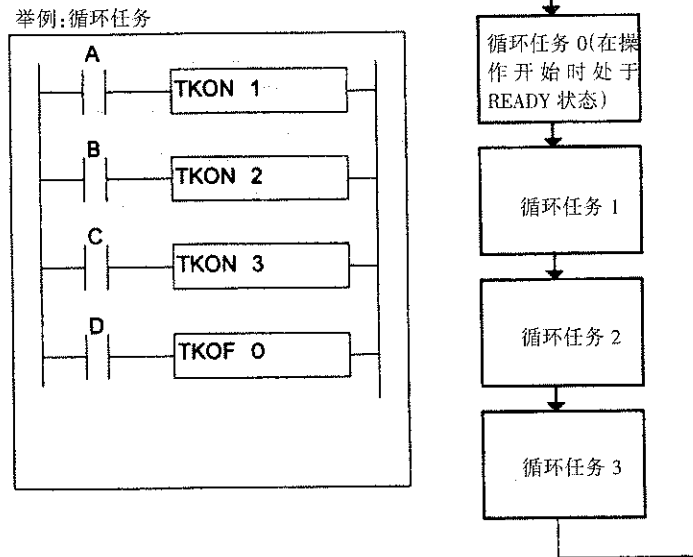 举例:循环任务
A
TKON 1
B
TKON 2
C
TKON 3
D
TKOF 0
循环任务 0(在操
作开始时处于
READY 状态)
循环任务 1
循环任务 2
循环任务 3